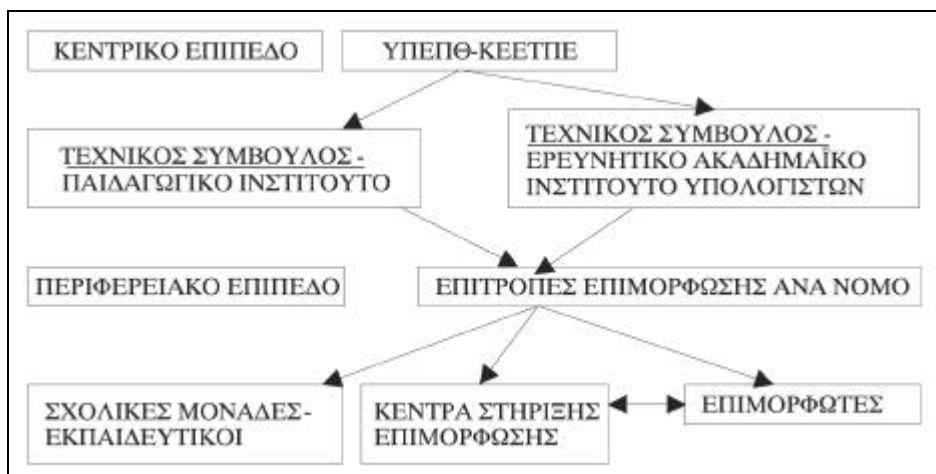 ΚΕΝΤΡΙΚΟ ΕΠΙΠΕΔΟ
ΥΠΕΠΘ-ΚΕΕΤΠΕ
ΤΕΧΝΙΚΟΣ ΣΥΜΒΟΥΛΟΣ -
ΠΑΙΔΑΓΩΓΙΚΟ ΙΝΣΤΙΤΟΥΤΟ
ΤΕΧΝΙΚΟΣ ΣΥΜΒΟΥΛΟΣ -
ΕΡΕΥΝΗΤΙΚΟ ΑΚΑΔΗΜΑΪΚΟ
ΙΝΣΤΙΤΟΥΤΟ ΥΠΟΛΟΓΙΣΤΩΝ
ΠΕΡΙΦΕΡΕΙΑΚΟ ΕΠΙΠΕΔΟ
ΕΠΙΤΡΟΠΕΣ ΕΠΙΜΟΡΦΩΣΗΣ ΑΝΑ ΝΟΜΟ
ΣΧΟΛΙΚΕΣ ΜΟΝΑΔΕΣ-
ΕΚΠΑΙΔΕΥΤΙΚΟΙ
ΚΕΝΤΡΑ ΣΤΗΡΙΞΗΣ
ΕΠΙΜΟΡΦΩΣΗΣ
ΕΠΙΜΟΡΦΩΤΕΣ